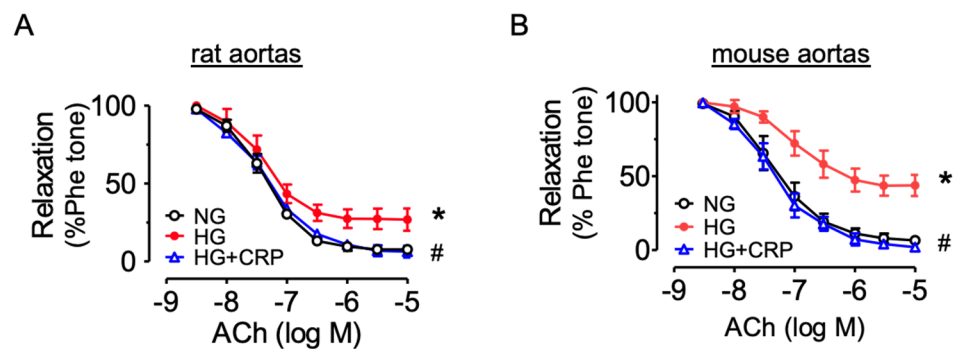 A
rat aortas
Relaxation
(%Phe tone)
100
50
0
NG
HG
HG+CRP
*
#
-9 -8 -7 -6 -5
ACh (log M)
B
mouse aortas
Relaxation
(% Phe tone)
100
50
0
NG
HG
HG+CRP
*
#
-9 -8 -7 -6 -5
ACh (log M)